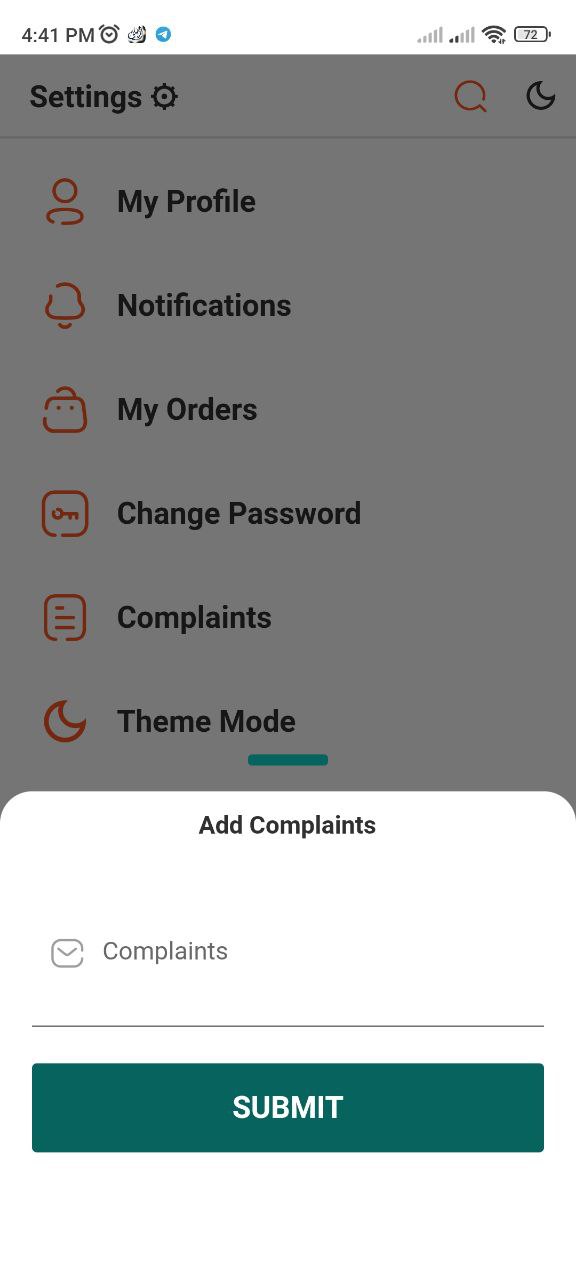 4:41 PM
72
Settings
My Profile
Notifications
My Orders
Change Password
Complaints
Theme Mode
Add Complaints
Complaints
SUBMIT